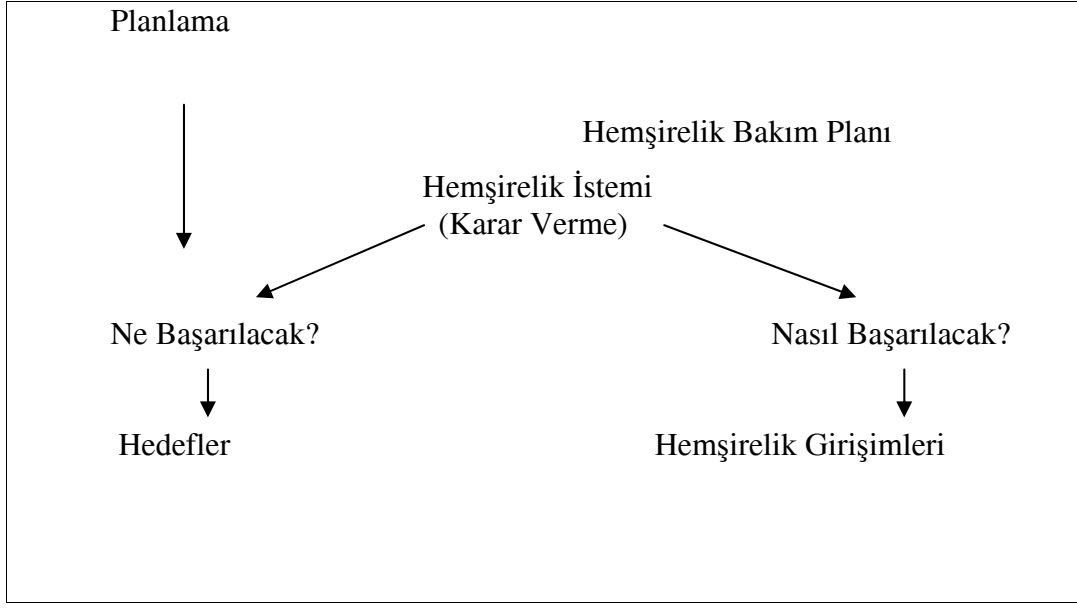 Planlama
Hemşirelik Bakım Planı
Hemşirelik İstemi
(Karar Verme)
Ne Başarılacak?
Nasıl Başarılacak?
Hedefler
Hemşirelik Girişimleri